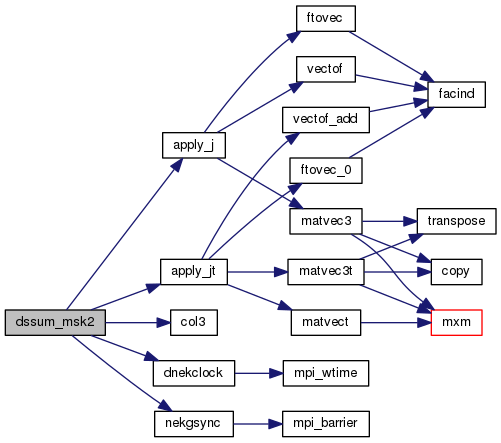 ftovec
vectof
facind
vectof_add
apply_j
ftovec_0
matvec3
transpose
apply_jt
matvec3t
copy
dssum_msk2
col3
matvect
mxm
dnekclock
mpi_wtime
nekgsync
mpi_barrier